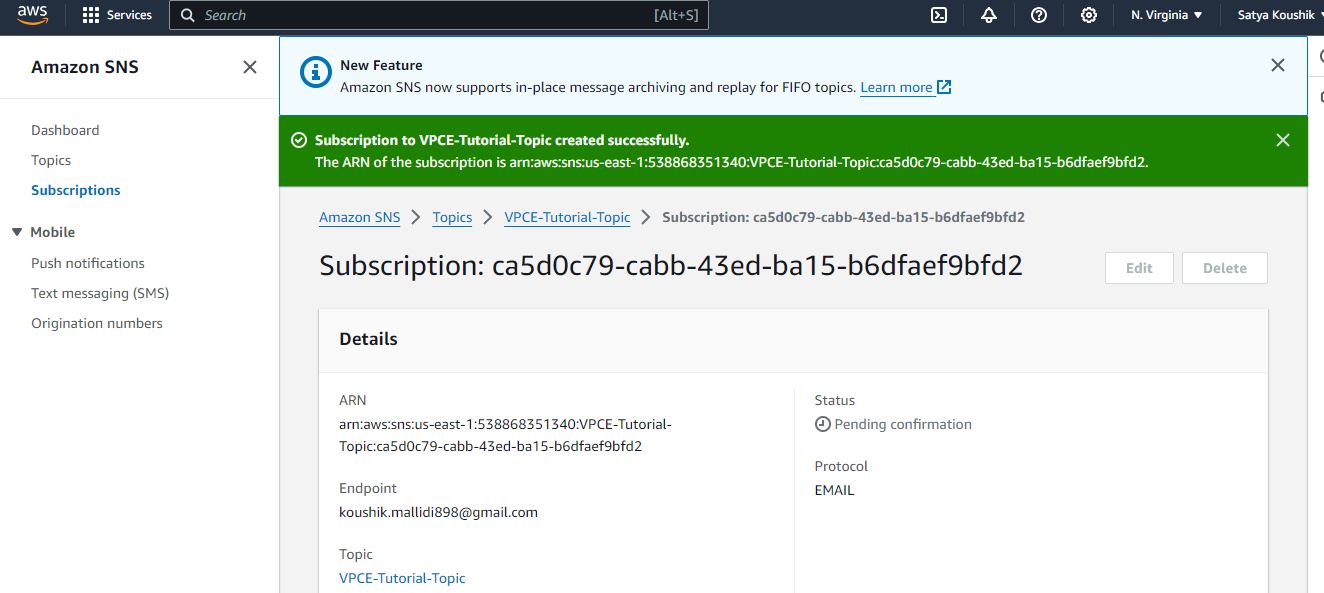 aws
Services
Search
[Alt+S]
N. Virginia
Satya Koushik
Amazon SNS
Dashboard
Topics
Subscriptions
Mobile
Push notifications
Text messaging (SMS)
Origination numbers
New Feature
Amazon SNS now supports in-place message archiving and replay for FIFO topics. Learn more
Subscription to VPCE-Tutorial-Topic created successfully.
The ARN of the subscription is arn:aws:sns:us-east-1:538868351340:VPCE-Tutorial-Topic:ca5d0c79-cabb-43ed-ba15-b6dfaef9bfd2.
Amazon SNS
Topics
VPCE-Tutorial-Topic
Subscription: ca5d0c79-cabb-43ed-ba15-b6dfaef9bfd2
Subscription: ca5d0c79-cabb-43ed-ba15-b6dfaef9bfd2
Edit
Delete
Details
ARN
arn:aws:sns:us-east-1:538868351340:VPCE-Tutorial-
Topic:ca5d0c79-cabb-43ed-ba15-b6dfaef9bfd2
Endpoint
koushik.mallidi898@gmail.com
Topic
VPCE-Tutorial-Topic
Status
Pending confirmation
Protocol
EMAIL